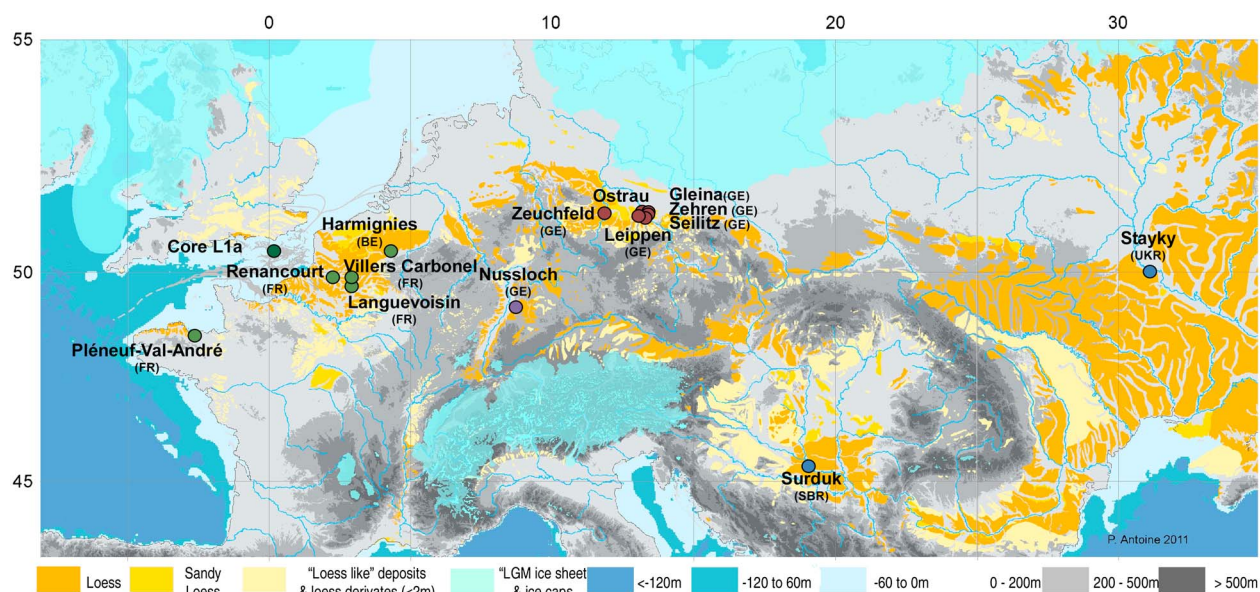 0 10 20 30
55
50
45
Core L1a
Harmignies
(BE)
Renancourt
(FR)
Villers Carbonel
(FR)
Languevoisin
(FR)
Pléneuf-Val-André
(FR)
Nussloch
(GE)
Zeuchfeld
(GE)
Ostrau
Leippen
(GE)
Gleina(GE)
Zehren (GE)
Seilitz (GE)
Stayky
(UKR)
Surduk
(SBR)
P. Antoine 2011
Loess
Sandy
Loess
"Loess like" deposits
& loess derivates (<2m)
"LGM ice sheet
& ice caps
<-120m
-120 to 60m
-60 to 0m
0 - 200m
200 - 500m
> 500m